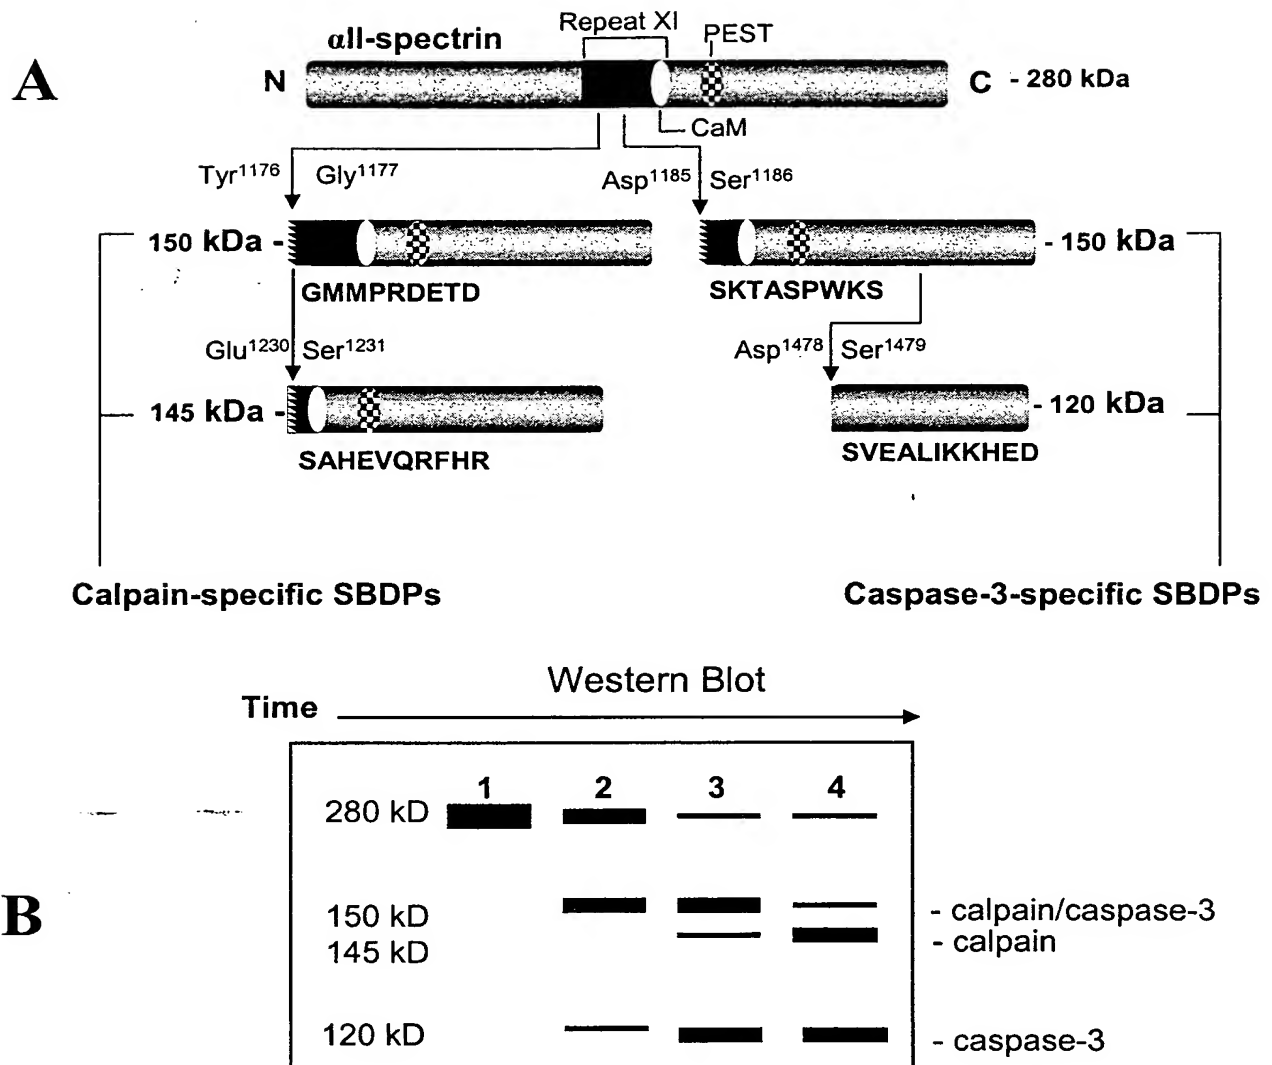 A
αII-spectrin
Repeat XI
PEST
N
C - 280 kDa
CaM
Tyr1176 Gly1177
Asp1185 Ser1186
150 kDa -
- 150 kDa
GMMPRDETD
SKTASPWKS
Glu1230 Ser1231
Asp1478 Ser1479
145 kDa -
- 120 kDa
SAHEVQRFHR
SVEALIKKHED
Calpain-specific SBDPs
Caspase-3-specific SBDPs
Western Blot
Time
B
1 2 3 4
280 kD
150 kD
- calpain/caspase-3
145 kD
- calpain
120 kD
- caspase-3